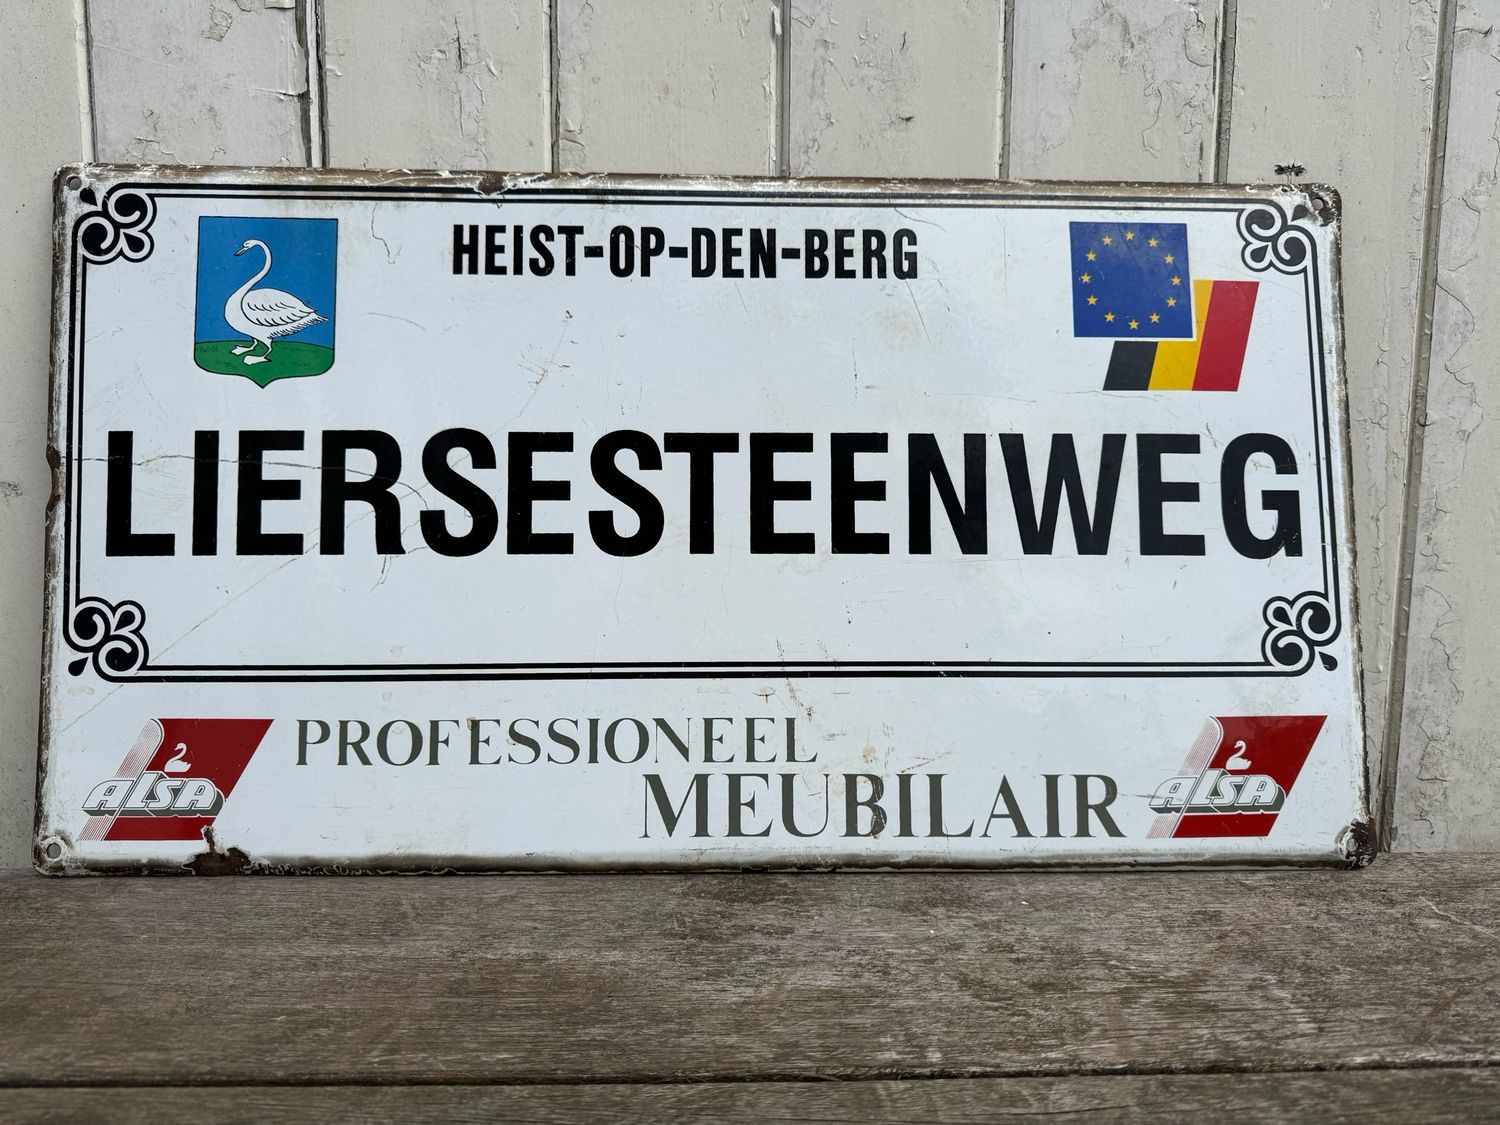 HEIST-OP-DEN-BERG
LIERSESTEENWEG
PROFESSIONEEL
MEUBILAIR
ALSA
ALSA